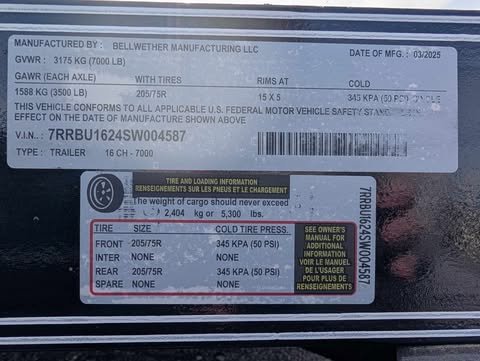 MANUFACTURED BY : BELLWETHER MANUFACTURING LLC
GVWR : 3175 KG (7000 LB) DATE OF MFG. : 03/2025
GAWR (EACH AXLE) WITH TIRES RIMS AT COLD
1588 KG (3500 LB) 205/75R 15 X 5 345 KPA (50 PSI)
THIS VEHICLE CONFORMS TO ALL APPLICABLE U.S. FEDERAL MOTOR VEHICLE SAFETY IN
EFFECT ON THE DATE OF MANUFACTURE SHOWN ABOVE
V.I.N. : 7RRBU1624SW004587
TYPE : TRAILER 16 CH - 7000
TIRE AND LOADING INFORMATION
RENSEIGNEMENTS SUR LES PNEUS ET LE CHARGEMENT
The weight of cargo should never exceed
2,404 kg or 5,300 lbs.
TIRE SIZE COLD TIRE PRESS.
FRONT 205/75R 345 KPA (50 PSI)
INTER NONE NONE
REAR 205/75R 345 KPA (50 PSI)
SPARE NONE NONE
SEE OWNER'S
MANUAL FOR
ADDITIONAL
INFORMATION
VOIR LE MANUEL
DE L'USAGER
POUR PLUS DE
RENSEIGNEMENTS
7RRBU1624SW004587